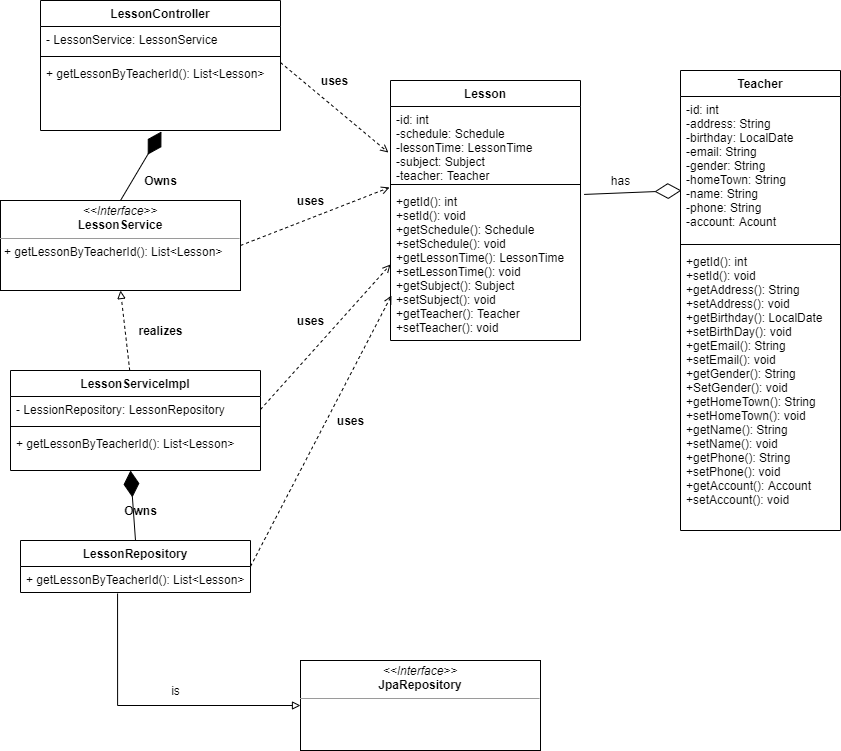 LessonController
- LessonService: LessonService
+ getLessonByTeacherId(): List<Lesson>
uses
Owns
<<Interface>>
LessonService
+ getLessonByTeacherId(): List<Lesson>
uses
realizes
LessonServiceImpl
- LessionRepository: LessonRepository
+ getLessonByTeacherId(): List<Lesson>
uses
Owns
LessonRepository
+ getLessonByTeacherId(): List<Lesson>
uses
is
<<Interface>>
JpaRepository
Lesson
-id: int
-schedule: Schedule
-lessonTime: LessonTime
-subject: Subject
-teacher: Teacher
+getId(): int
+setId(): void
+getSchedule(): Schedule
+setSchedule(): void
+getLessonTime(): LessonTime
+setLessonTime(): void
+getSubject(): Subject
+setSubject(): void
+getTeacher(): Teacher
+setTeacher(): void
has
Teacher
-id: int
-address: String
-birthday: LocalDate
-email: String
-gender: String
-homeTown: String
-name: String
-phone: String
-account: Acount
+getId(): int
+setId(): void
+getAddress(): String
+setAddress(): void
+getBirthday(): LocalDate
+setBirthDay(): void
+getEmail(): String
+setEmail(): void
+getGender(): String
+SetGender(): void
+getHomeTown(): String
+setHomeTown(): void
+getName(): String
+setName(): void
+getPhone(): String
+setPhone(): void
+getAccount(): Account
+setAccount(): void